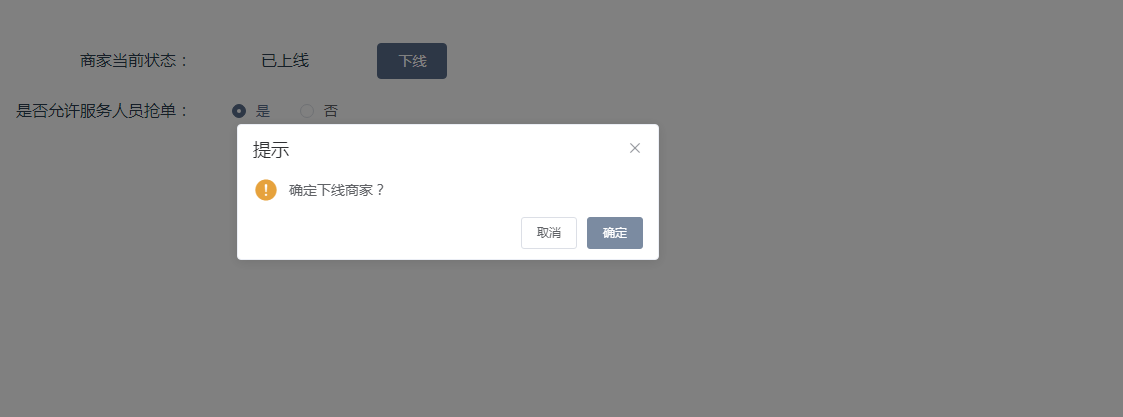 商家当前状态： 已上线 下线
是否允许服务人员抢单： 是 否
提示
确定下线商家？
取消 确定